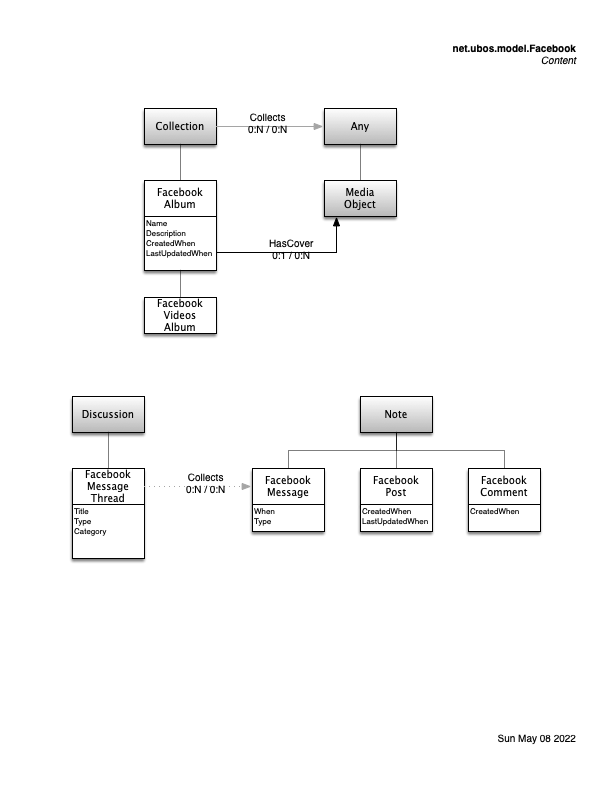 net.ubos.model.Facebook
Content
Collection
Collects
0:N / 0:N
Any
Facebook
Album
Name
Description
CreatedWhen
LastUpdatedWhen
Media
Object
HasCover
0:1 / 0:N
Facebook
Videos
Album
Discussion
Note
Facebook
Message
Thread
Title
Type
Category
Collects
0:N / 0:N
Facebook
Message
When
Type
Facebook
Post
CreatedWhen
LastUpdatedWhen
Facebook
Comment
CreatedWhen
Sun May 08 2022